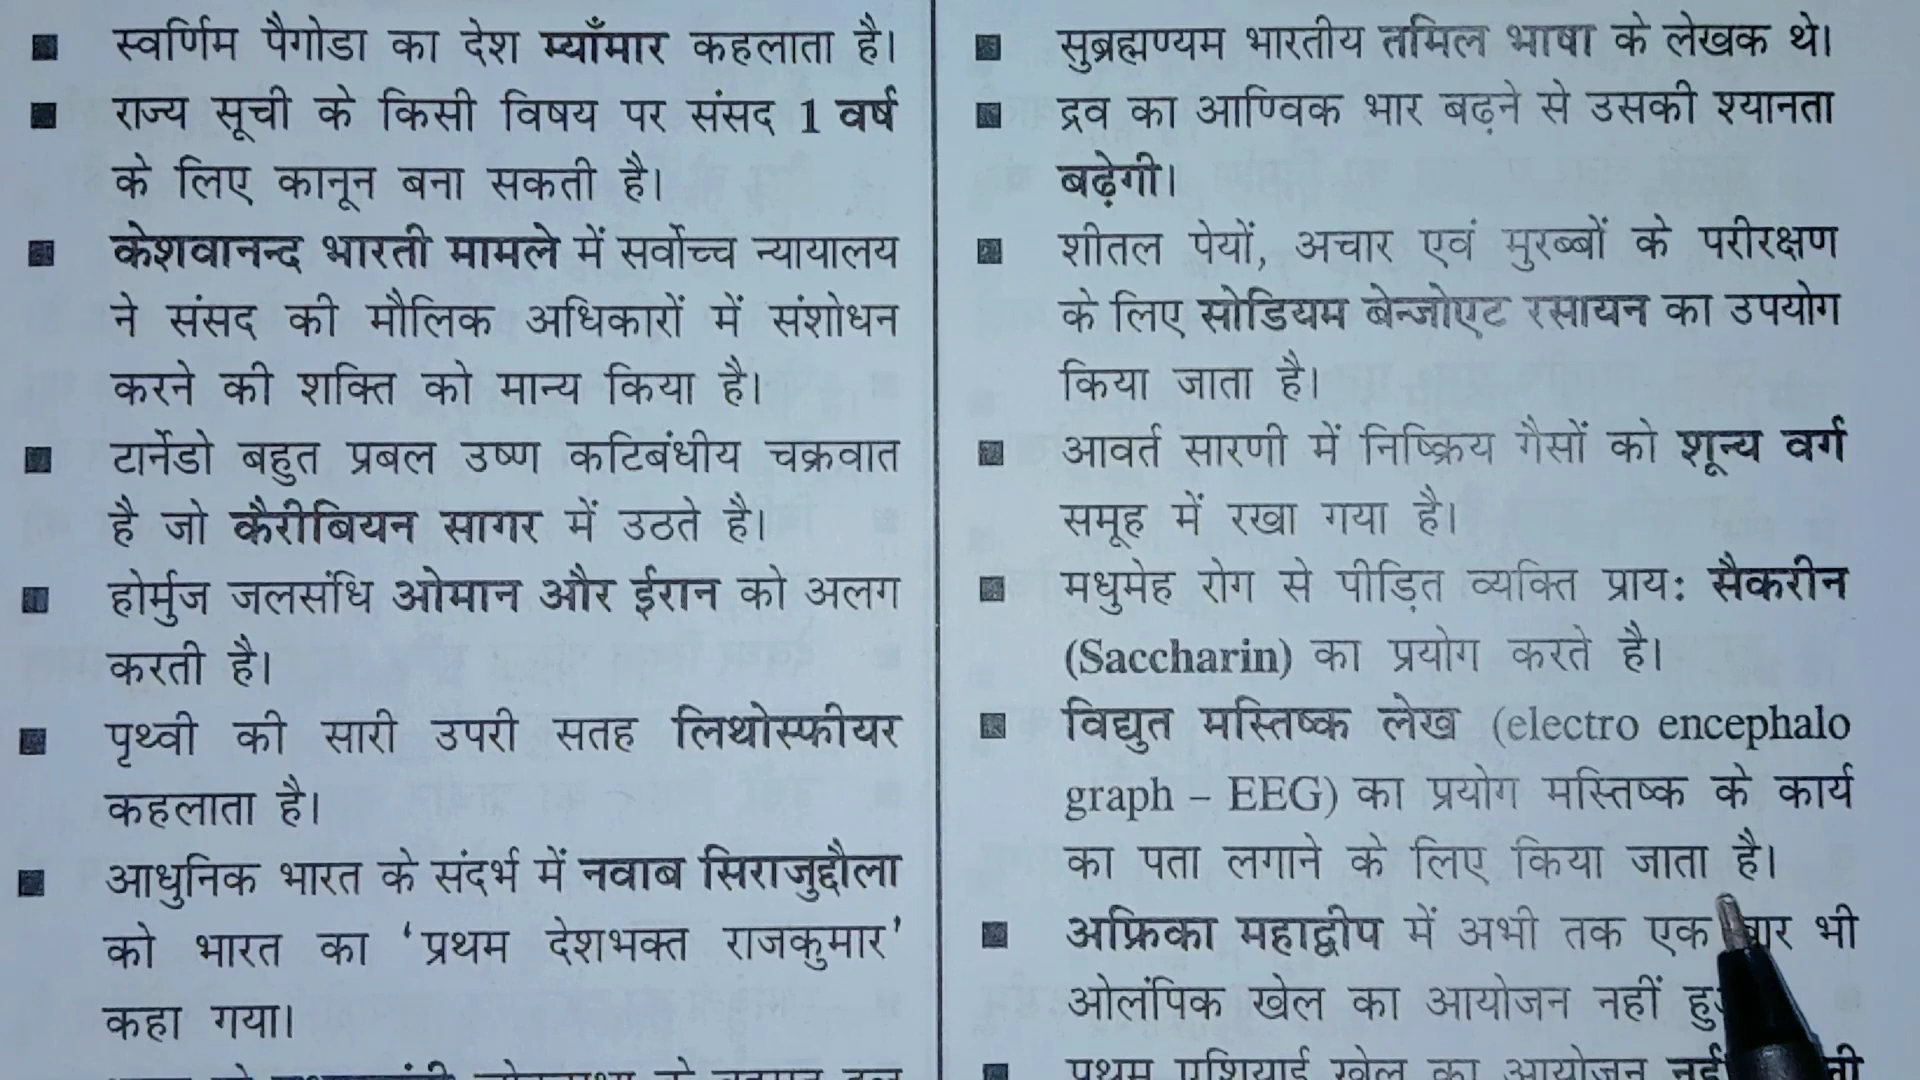 ■ स्वर्णिम पैगोडा का देश म्याँमार कहलाता है।
■ राज्य सूची के किसी विषय पर संसद 1 वर्ष
के लिए कानून बना सकती है।
■ केशवानन्द भारती मामले में सर्वोच्च न्यायालय
ने संसद की मौलिक अधिकारों में संशोधन
करने की शक्ति को मान्य किया है।
■ टार्नेडो बहुत प्रबल उष्ण कटिबंधीय चक्रवात
है जो कैरीबियन सागर में उठते है।
■ होर्मुज जलसंधि ओमान और ईरान को अलग
करती है।
■ पृथ्वी की सारी उपरी सतह लिथोस्फीयर
कहलाता है।
■ आधुनिक भारत के संदर्भ में नवाब सिराजुद्दौला
को भारत का ‘प्रथम देशभक्त राजकुमार’
कहा गया।
■ सुब्रह्मण्यम भारतीय तमिल भाषा के लेखक थे।
■ द्रव का आण्विक भार बढ़ने से उसकी श्यानता
बढ़ेगी।
■ शीतल पेयों, अचार एवं मुरब्बों के परीरक्षण
के लिए सोडियम बेन्जोएट रसायन का उपयोग
किया जाता है।
■ आवर्त सारणी में निष्क्रिय गैसों को शून्य वर्ग
समूह में रखा गया है।
■ मधुमेह रोग से पीड़ित व्यक्ति प्राय: सैकरीन
(Saccharin) का प्रयोग करते है।
■ विद्युत मस्तिष्क लेख (electro encephalo
graph – EEG) का प्रयोग मस्तिष्क के कार्य
का पता लगाने के लिए किया जाता है।
■ अफ्रिका महाद्वीप में अभी तक एक बार भी
ओलंपिक खेल का आयोजन नहीं
■ प्रथम एशियाई खेल का आयोजन